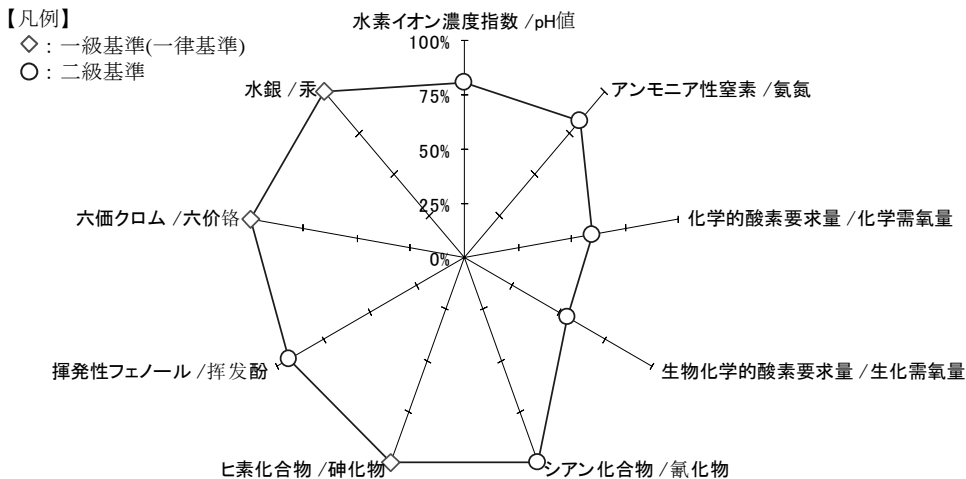 【凡例】
◇：一級基準(一律基準)
○：二級基準
水素イオン濃度指数 /pH値
100%
75%
50%
25%
0%
アンモニア性窒素 /氨氮
化学的酸素要求量 /化学需氧量
生物化学的酸素要求量 /生化需氧量
シアン化合物 /氰化物
ヒ素化合物 /砷化物
揮発性フェノール /挥发酚
六価クロム /六价铬
水銀 /汞